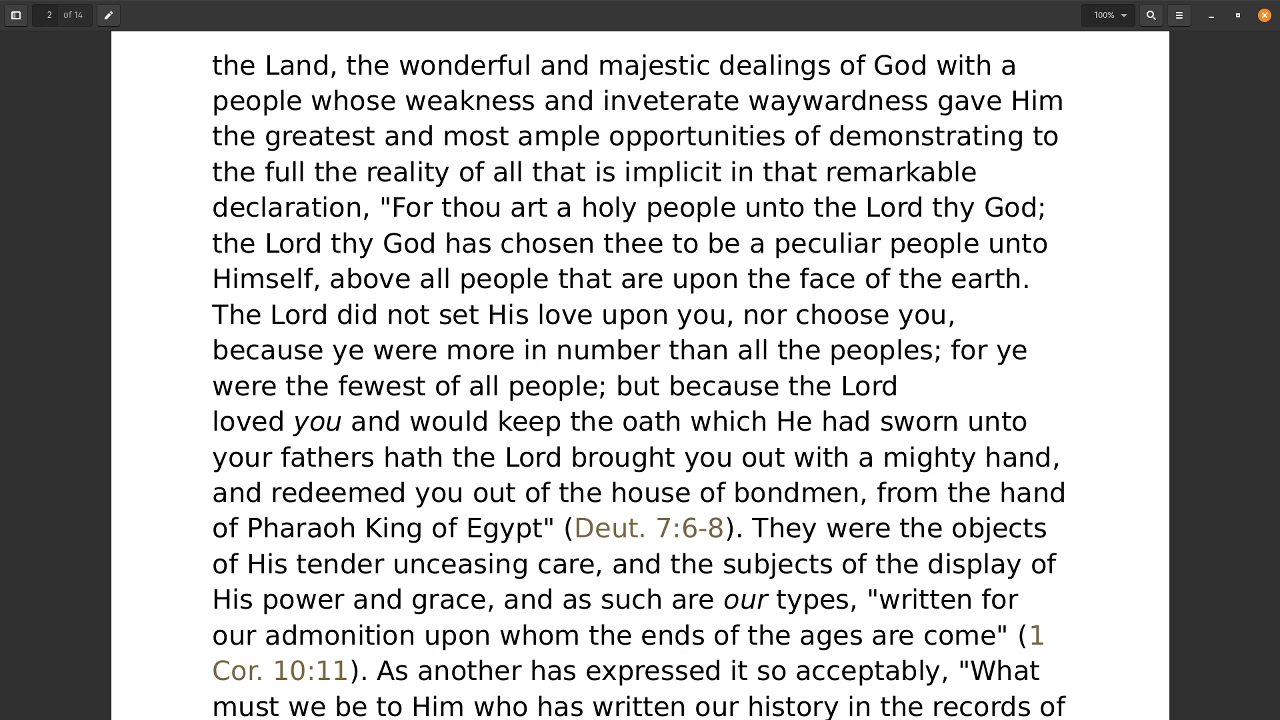 2 of 14
100%
the Land, the wonderful and majestic dealings of God with a
people whose weakness and inveterate waywardness gave Him
the greatest and most ample opportunities of demonstrating to
the full the reality of all that is implicit in that remarkable
declaration, "For thou art a holy people unto the Lord thy God;
the Lord thy God has chosen thee to be a peculiar people unto
Himself, above all people that are upon the face of the earth.
The Lord did not set His love upon you, nor choose you,
because ye were more in number than all the peoples; for ye
were the fewest of all people; but because the Lord
loved you and would keep the oath which He had sworn unto
your fathers hath the Lord brought you out with a mighty hand,
and redeemed you out of the house of bondmen, from the hand
of Pharaoh King of Egypt" (Deut. 7:6-8). They were the objects
of His tender unceasing care, and the subjects of the display of
His power and grace, and as such are our types, "written for
our admonition upon whom the ends of the ages are come" (1
Cor. 10:11). As another has expressed it so acceptably, "What
must we be to Him who has written our history in the records of